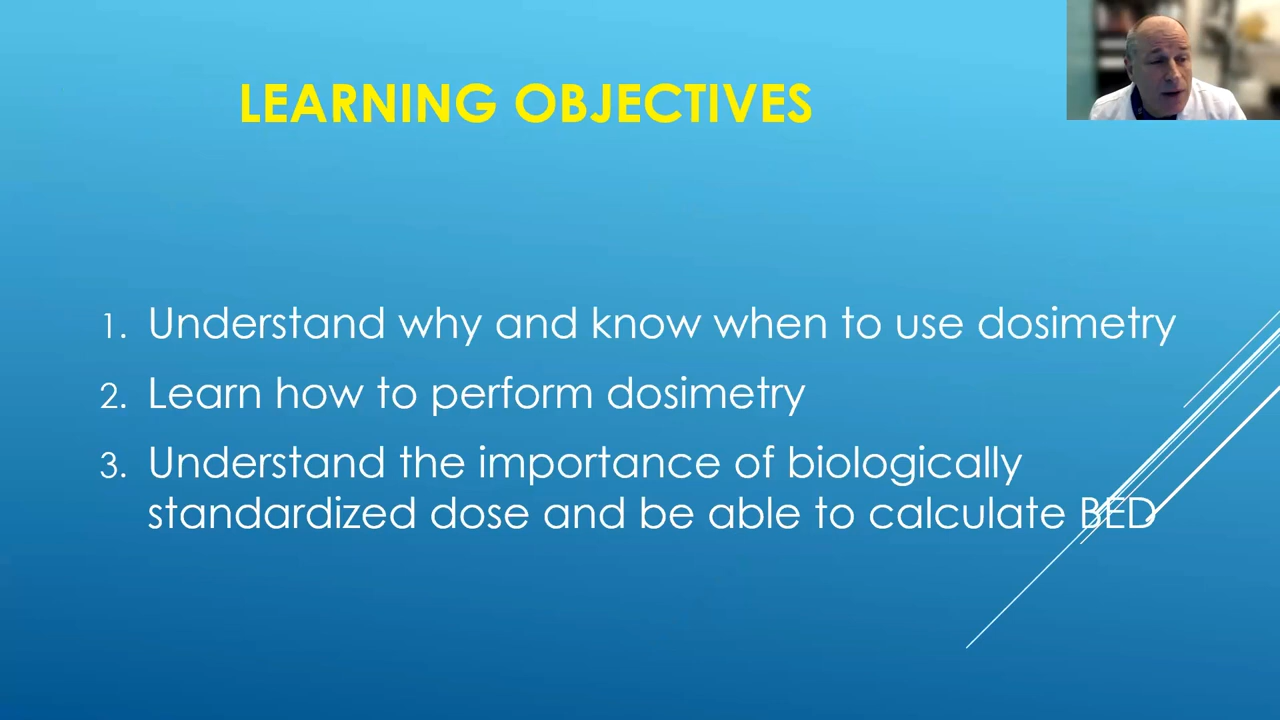 LEARNING OBJECTIVES
1. Understand why and know when to use dosimetry
2. Learn how to perform dosimetry
3. Understand the importance of biologically
standardized dose and be able to calculate BED